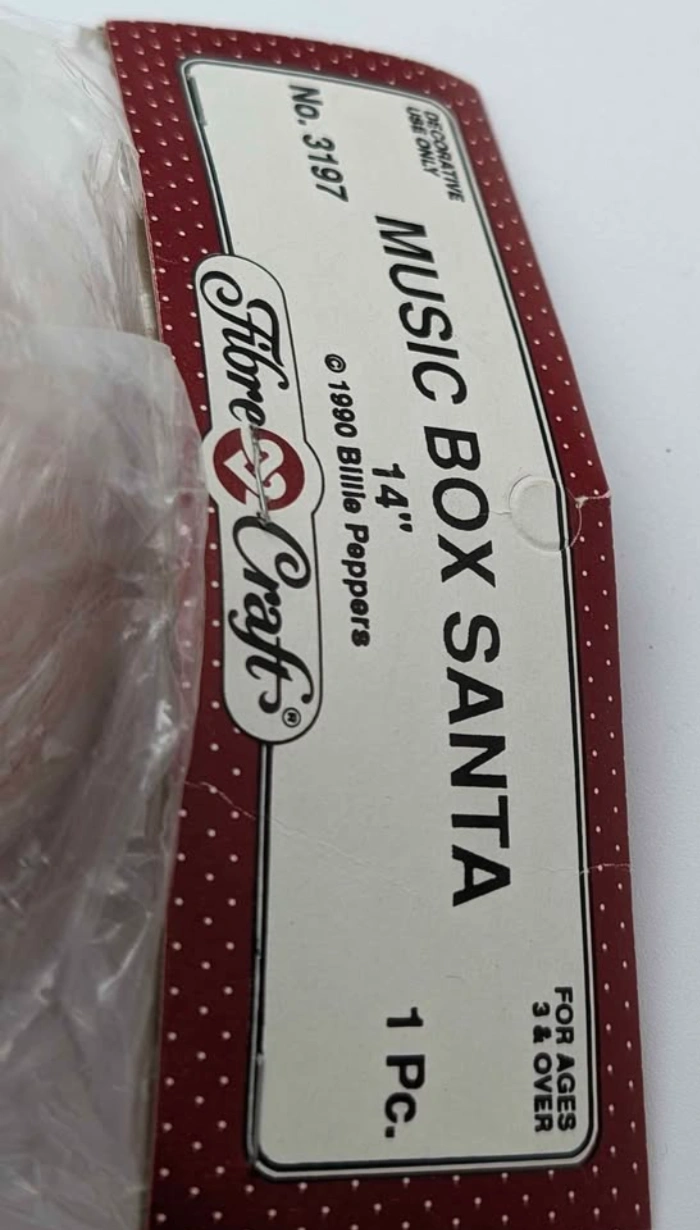 DECORATIVE
USE ONLY
FOR AGES
3 & OVER
MUSIC BOX SANTA
No. 3197
14"
1 Pc.
© 1990 Billie Peppers
Fibre Craft®